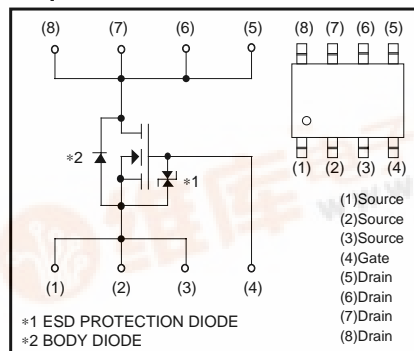 (8) (7) (6) (5)
(8) (7) (6) (5)
∗2
∗1
(1) (2) (3) (4)
(1) (2) (3) (4)
(1)Source
(2)Source
(3)Source
(4)Gate
(5)Drain
(6)Drain
(7)Drain
(8)Drain
∗1 ESD PROTECTION DIODE
∗2 BODY DIODE